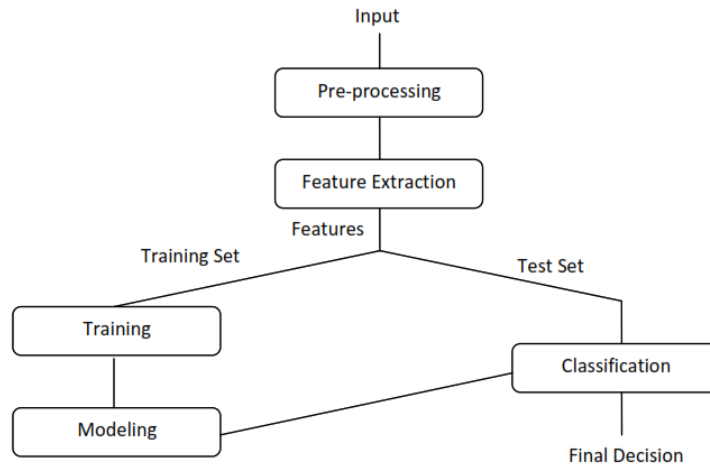 Input
Pre-processing
Feature Extraction
Features
Training Set
Test Set
Training
Classification
Modeling
Final Decision